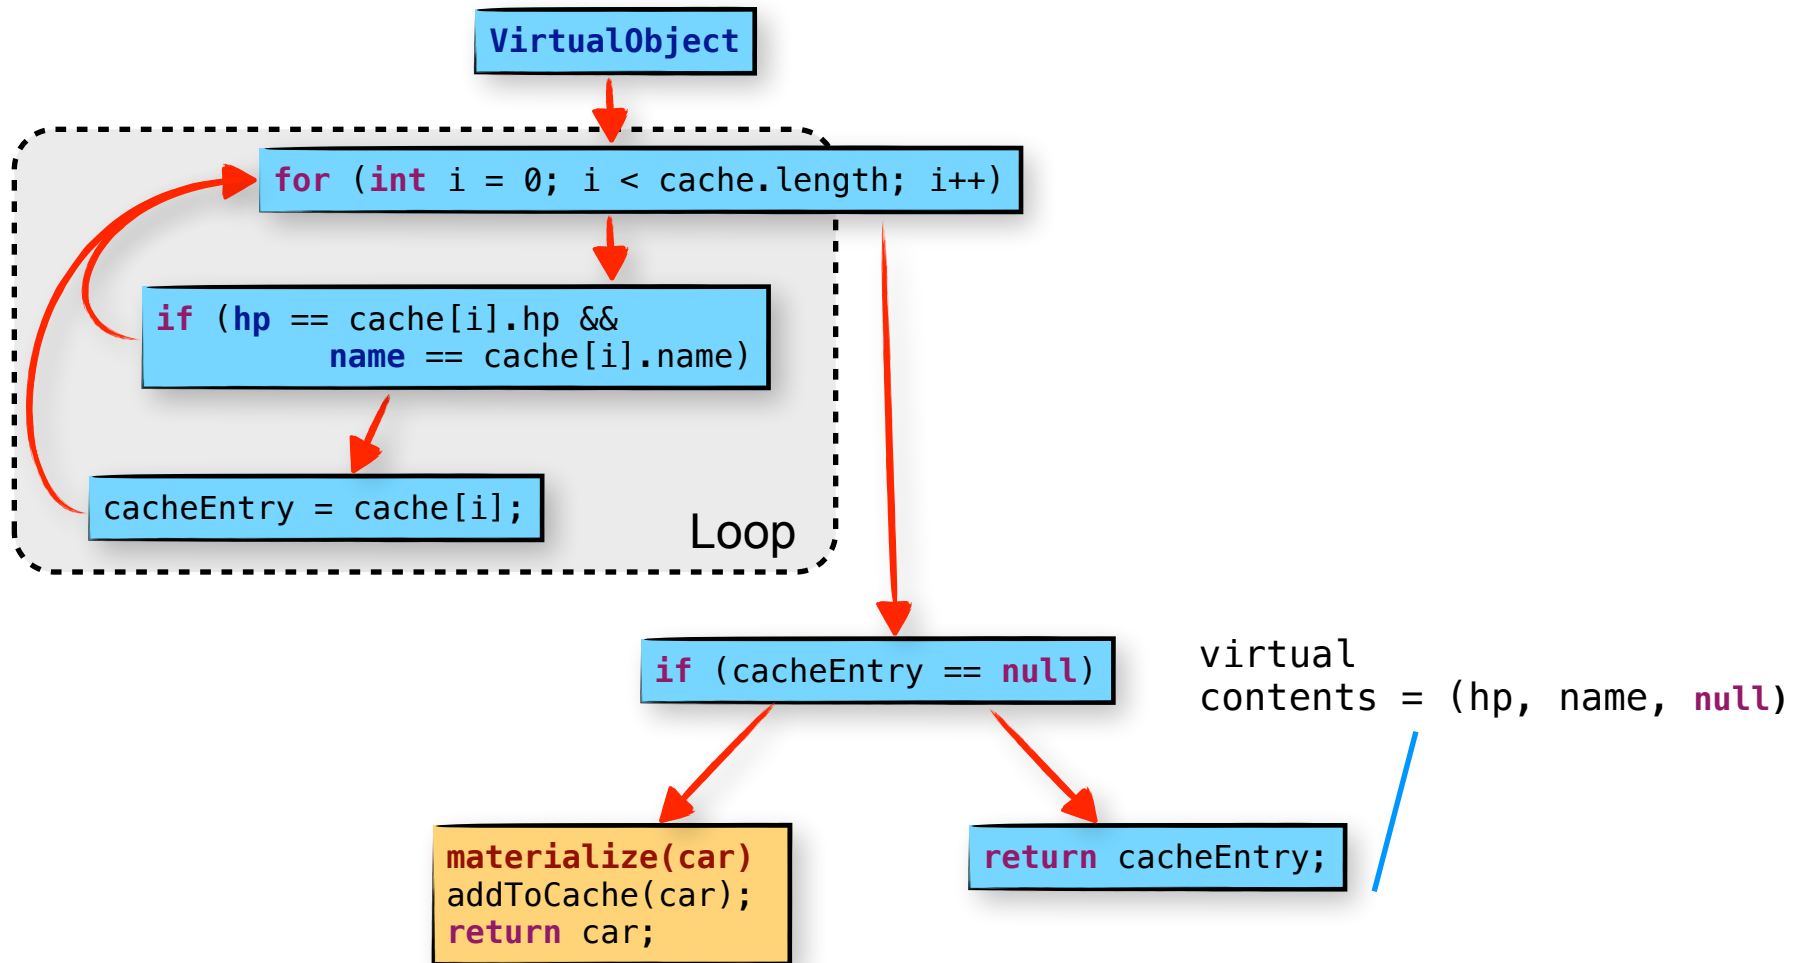 VirtualObject
for (int i = 0; i < cache.length; i++)
if (hp == cache[i].hp &&
name == cache[i].name)
cacheEntry = cache[i];
Loop
if (cacheEntry == null)
virtual
contents = (hp, name, null)
materialize(car)
addToCache(car);
return car;
return cacheEntry;